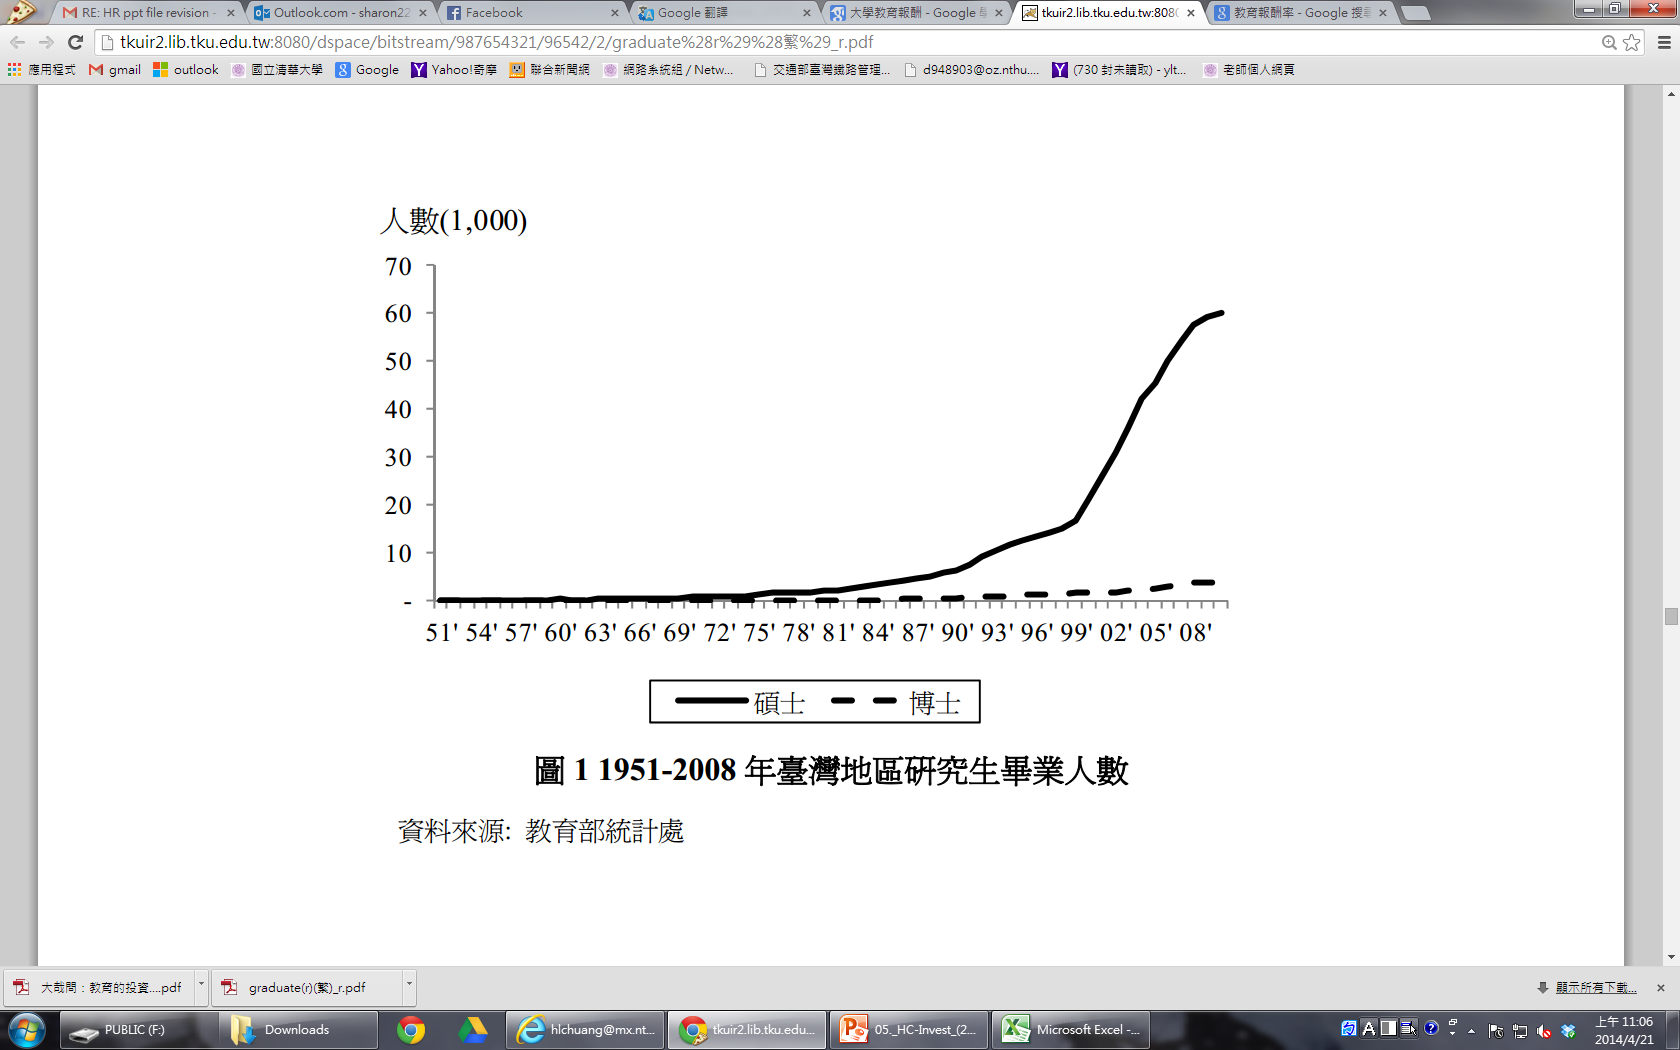 RE: HR ppt file revision -
Outlook.com - sharon22
Facebook
Google 翻譯
大學教育報酬 - Google
tkuir2.lib.tku.edu.tw:8080
教育報酬率 - Google 搜尋
tkuir2.lib.tku.edu.tw:8080/dspace/bitstream/987654321/96542/2/graduate%28r%29%28繁%29_r.pdf
應用程式 gmail outlook 國立清華大學 Google Yahoo!奇摩 聯合新聞網 網路系統組 / Netw... 交通部臺灣鐵路管理... d948903@oz.nthu.... (730 封未讀取) - ylt... 老師個人網頁
人數(1,000)
70
60
50
40
30
20
10
-
51' 54' 57' 60' 63' 66' 69' 72' 75' 78' 81' 84' 87' 90' 93' 96' 99' 02' 05' 08'
碩士 博士
圖 1 1951-2008 年臺灣地區研究生畢業人數
資料來源: 教育部統計處
大哉問：教育的投資....pdf graduate(r)(繁)_r.pdf 顯示所有下載...
PUBLIC (F:) Downloads hlchuang@mx.nt... tkuir2.lib.tku.edu... 05._HC-Invest_(2... Microsoft Excel -...
上午 11:06
2014/4/21